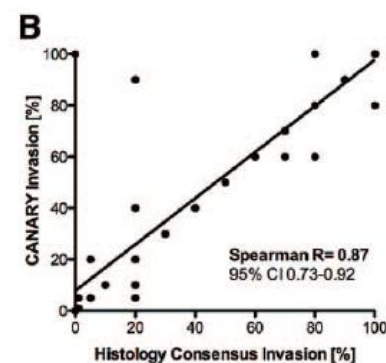 B
100
80
60
40
20
0
CANARY Invasion [%]
Spearman R= 0.87
95% CI 0.73-0.92
0 20 40 60 80 100
Histology Consensus Invasion [%]